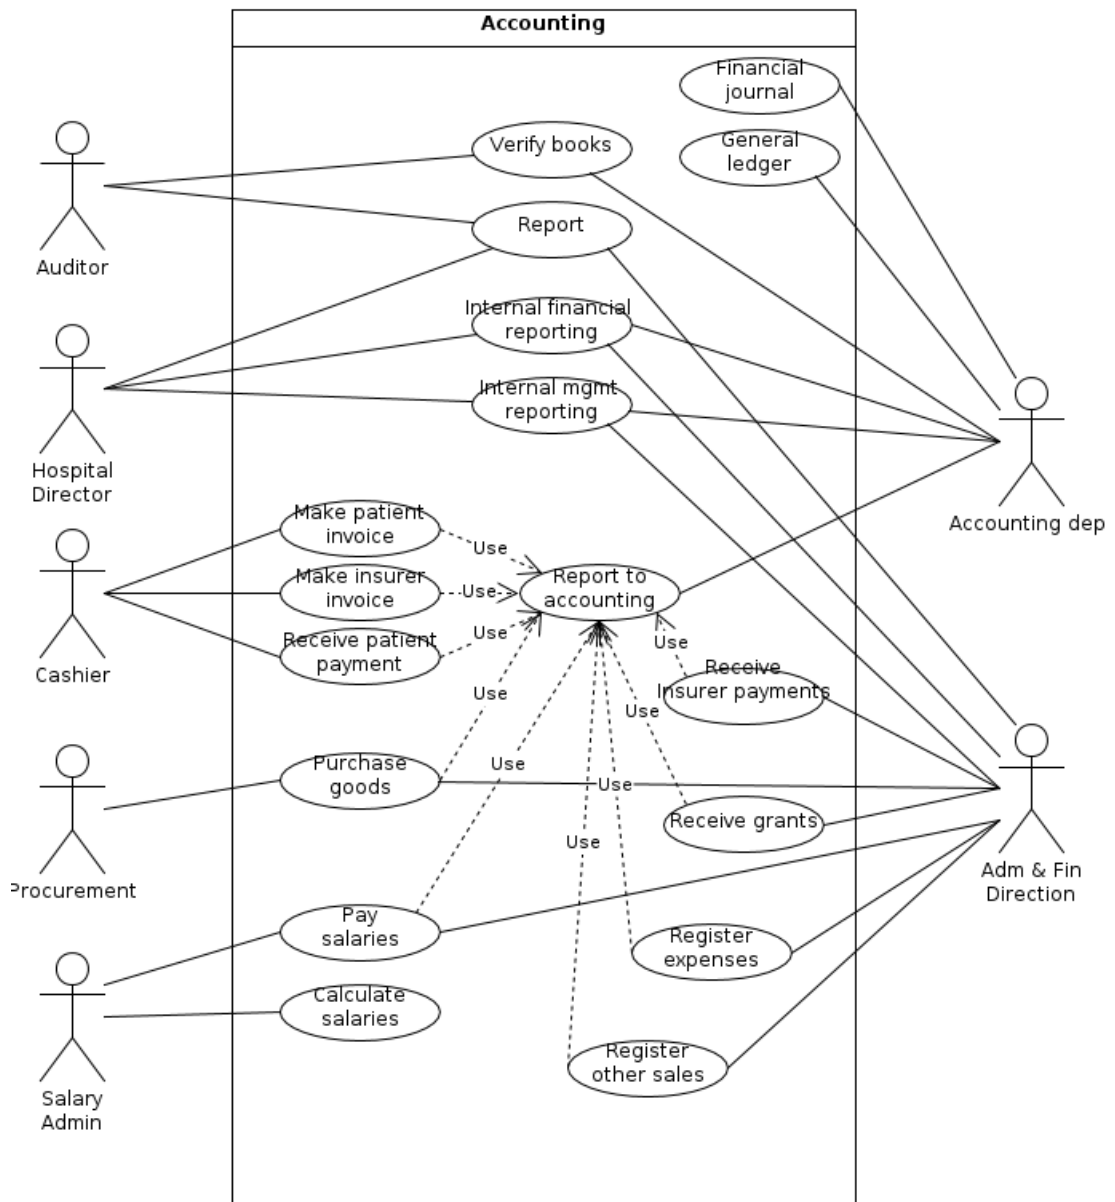 Accounting
Financial
journal
General
ledger
Verify books
Report
Auditor
Internal financial
reporting
Internal mgmt
reporting
Hospital
Director
Accounting dep
Make patient
invoice
Use
Make insurer
invoice
Use
Report to
accounting
Receive patient
payment
Use
Cashier
Use
Receive
Insurer payments
Use
Use
Purchase
goods
Use
Use
Receive grants
Use
Procurement
Adm & Fin
Direction
Pay
salaries
Register
expenses
Calculate
salaries
Register
other sales
Salary
Admin